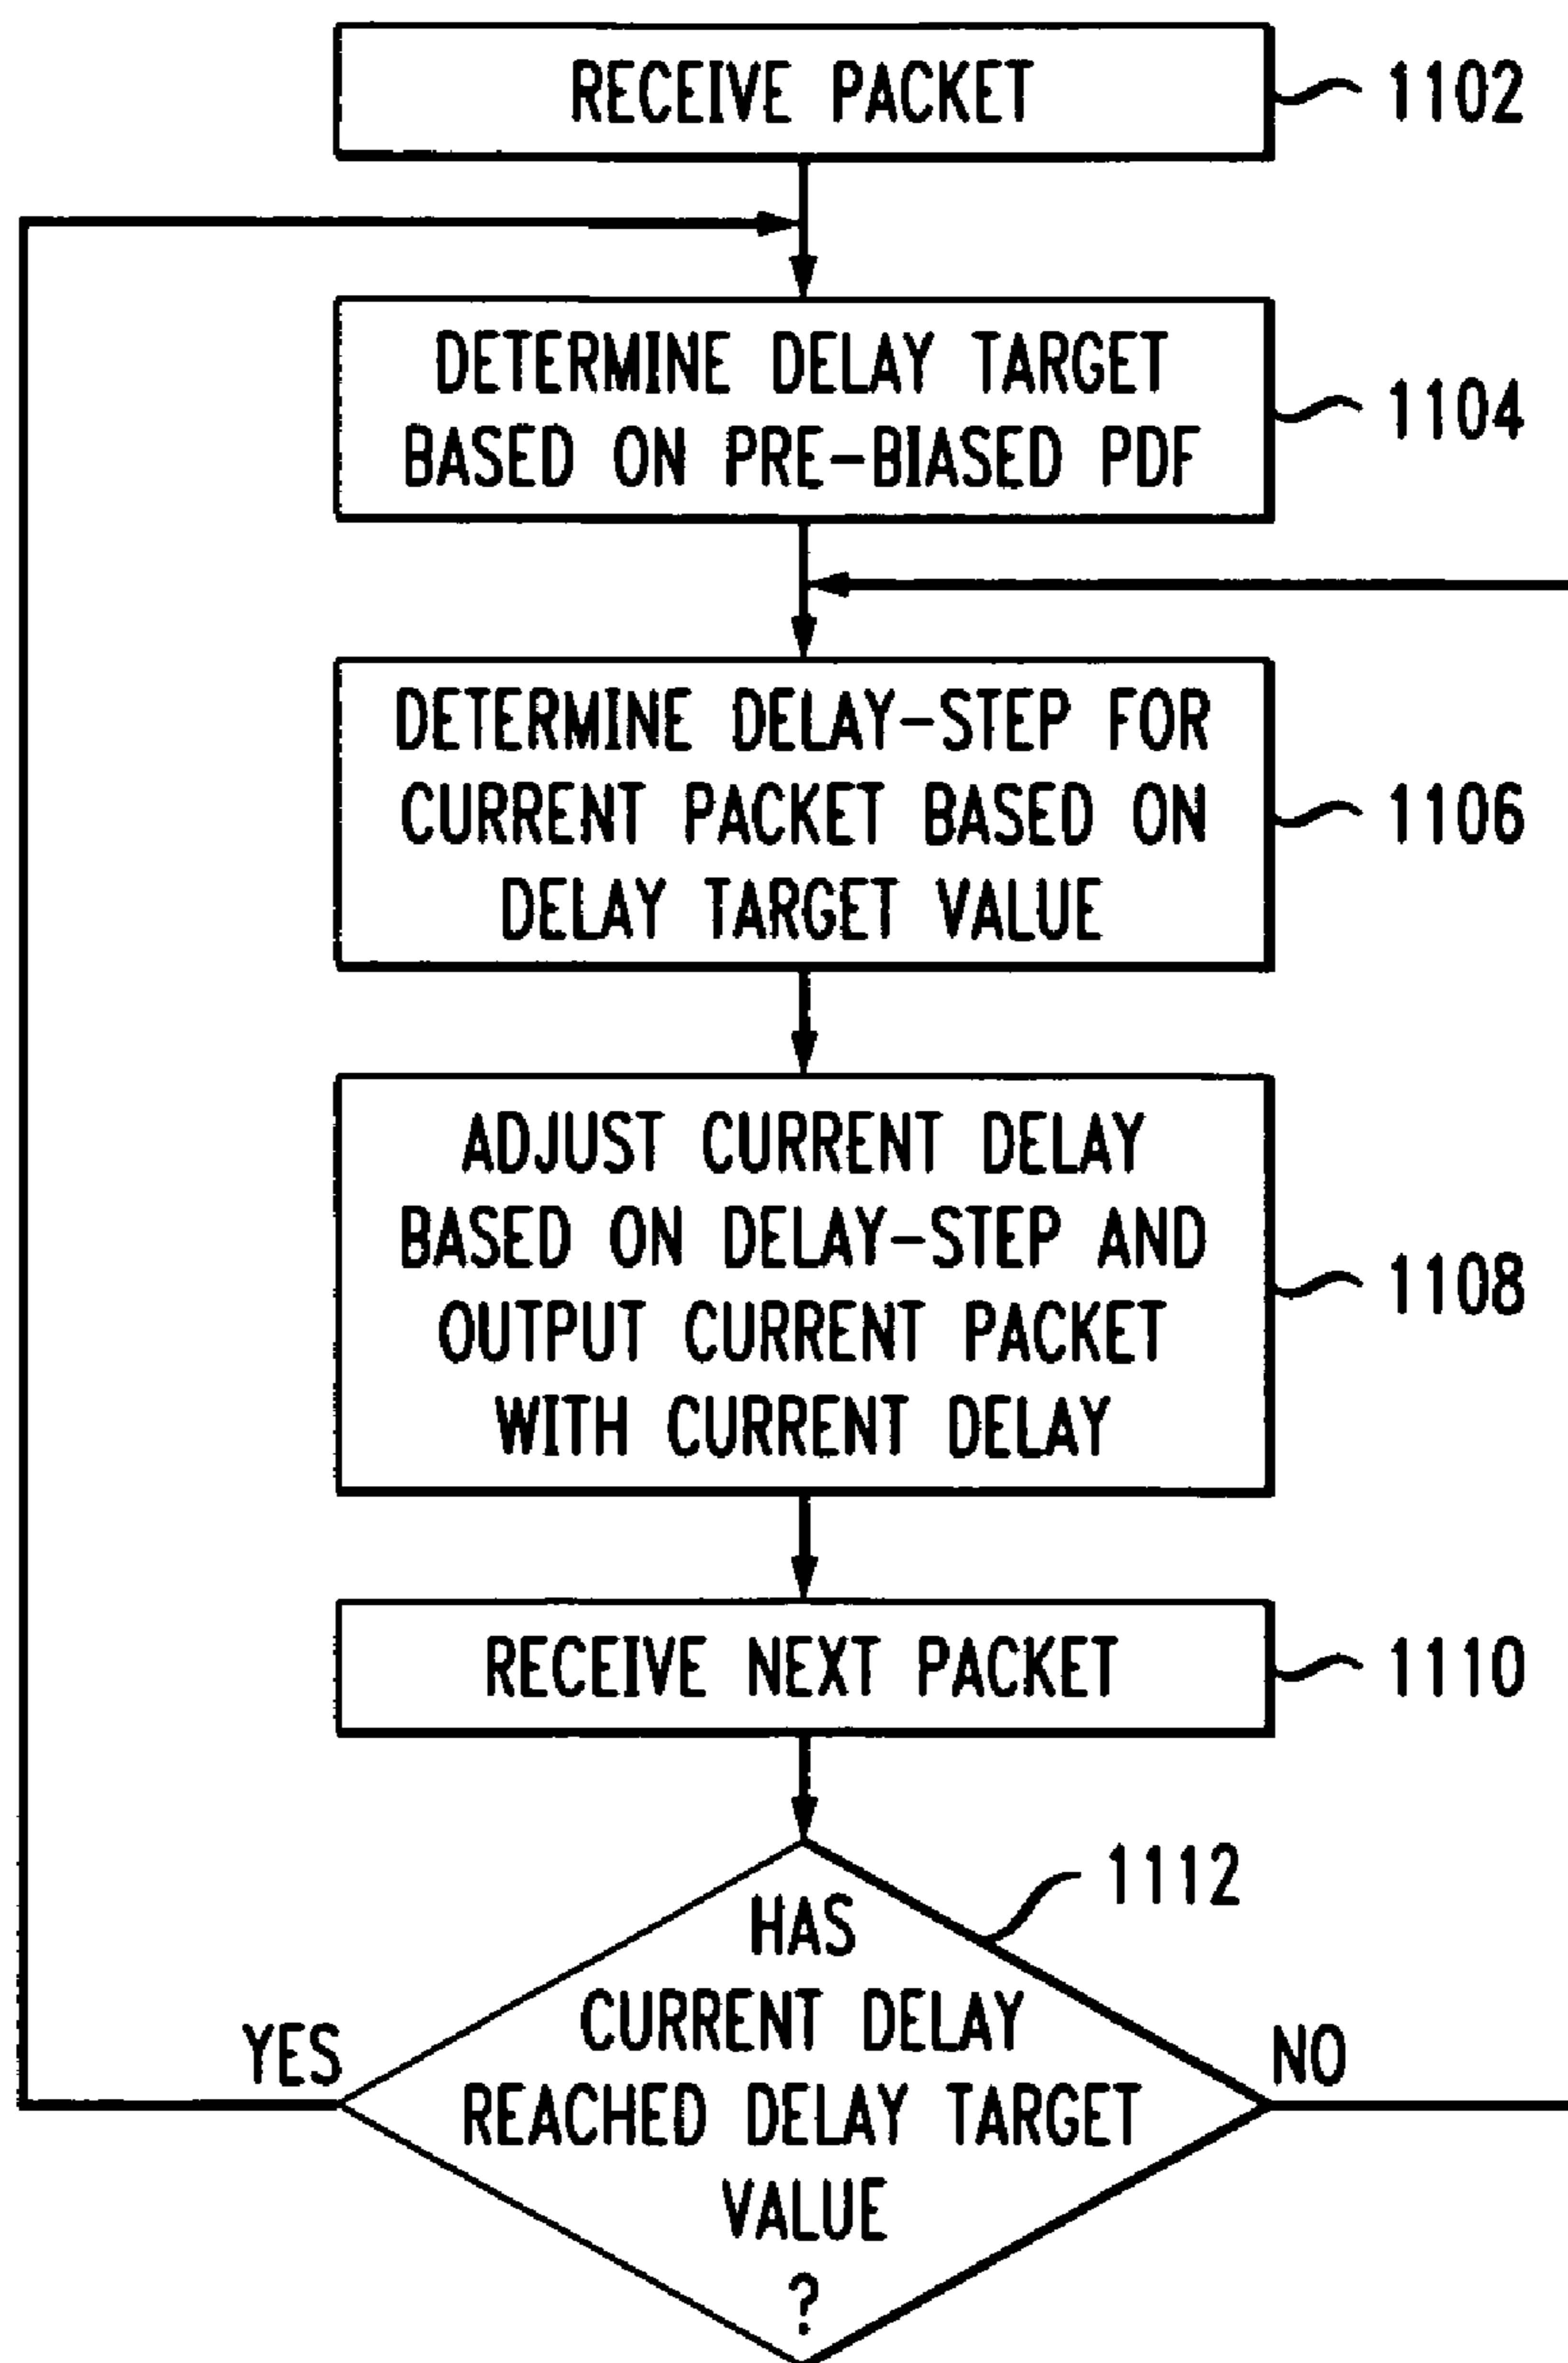 RECEIVE PACKET
1102
DETERMINE DELAY TARGET
BASED ON PRE-BIASED PDF
1104
DETERMINE DELAY-STEP FOR
CURRENT PACKET BASED ON
DELAY TARGET VALUE
1106
ADJUST CURRENT DELAY
BASED ON DELAY-STEP AND
OUTPUT CURRENT PACKET
WITH CURRENT DELAY
1108
RECEIVE NEXT PACKET
1110
1112
HAS
CURRENT DELAY
REACHED DELAY TARGET
VALUE
?
YES
NO